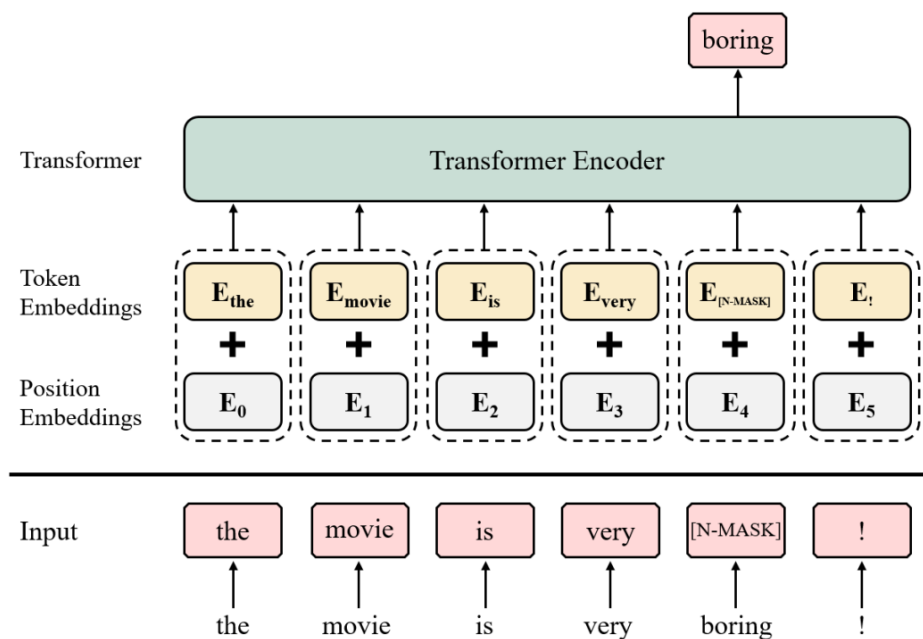 boring
Transformer Transformer Encoder
Token Embeddings E_the E_movie E_is E_very E_[N-MASK] E_!
+ + + + + +
Position Embeddings E_0 E_1 E_2 E_3 E_4 E_5
Input the movie is very [N-MASK] !
the movie is very boring !